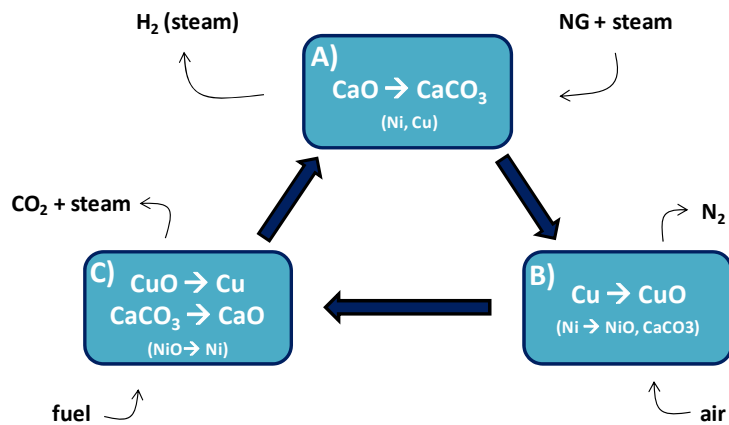 H₂ (steam)
NG + steam
A)
CaO → CaCO₃
(Ni, Cu)
CO₂ + steam
N₂
C)
CuO → Cu
CaCO₃ → CaO
(NiO → Ni)
B)
Cu → CuO
(Ni → NiO, CaCO3)
fuel
air